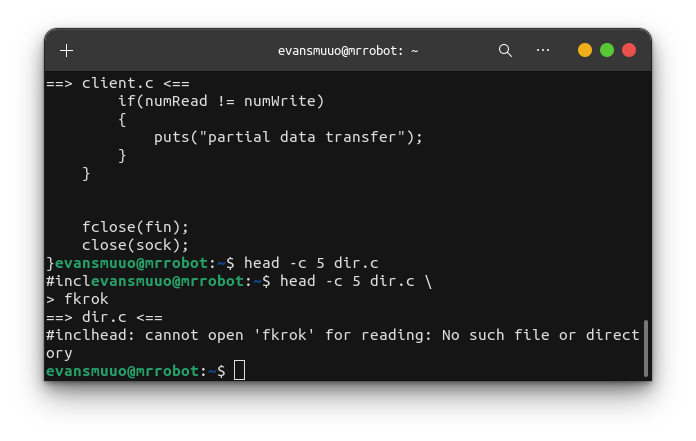 evansmuuo@mrrobot: ~
==> client.c <==
        if(numRead != numWrite)
        {
            puts("partial data transfer");
        }
    }
    fclose(fin);
    close(sock);
}evansmuuo@mrrobot:~$ head -c 5 dir.c
#inclevansmuuo@mrrobot:~$ head -c 5 dir.c \
> fkrok
==> dir.c <==
#inclhead: cannot open 'fkrok' for reading: No such file or direct
ory
evansmuuo@mrrobot:~$